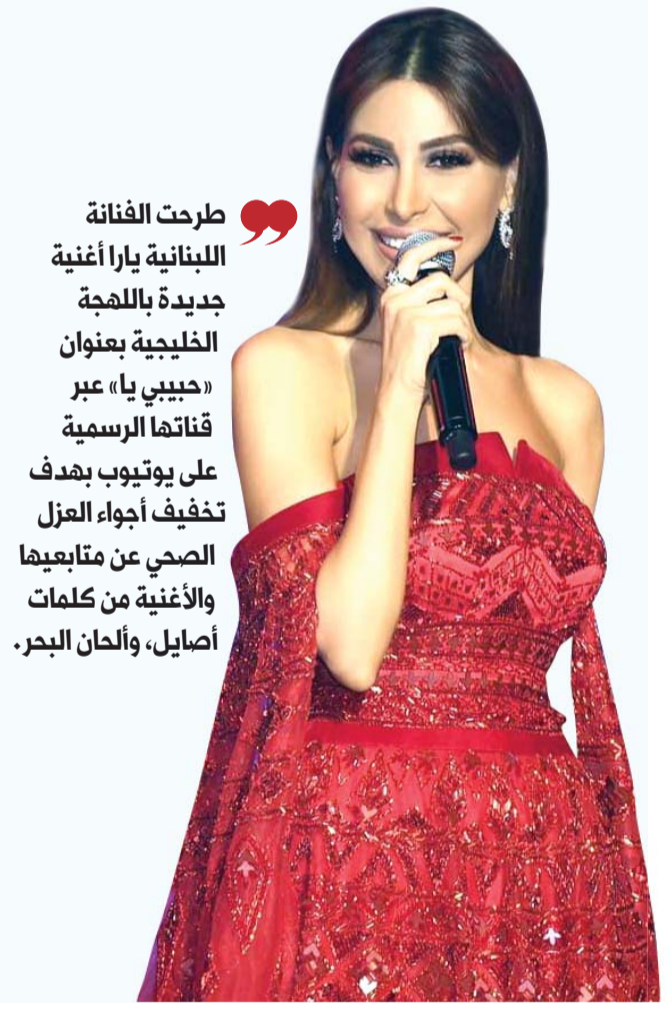 طرحت الفنانة
اللبنانية يارا أغنية
جديدة باللهجة
الخليجية بعنوان
«حبيبي يا» عبر
قناتها الرسمية
على يوتيوب بهدف
تخفيف أجواء العزل
الصحي عن متابعيها
والأغنية من كلمات
أصايل، وألحان البحر.